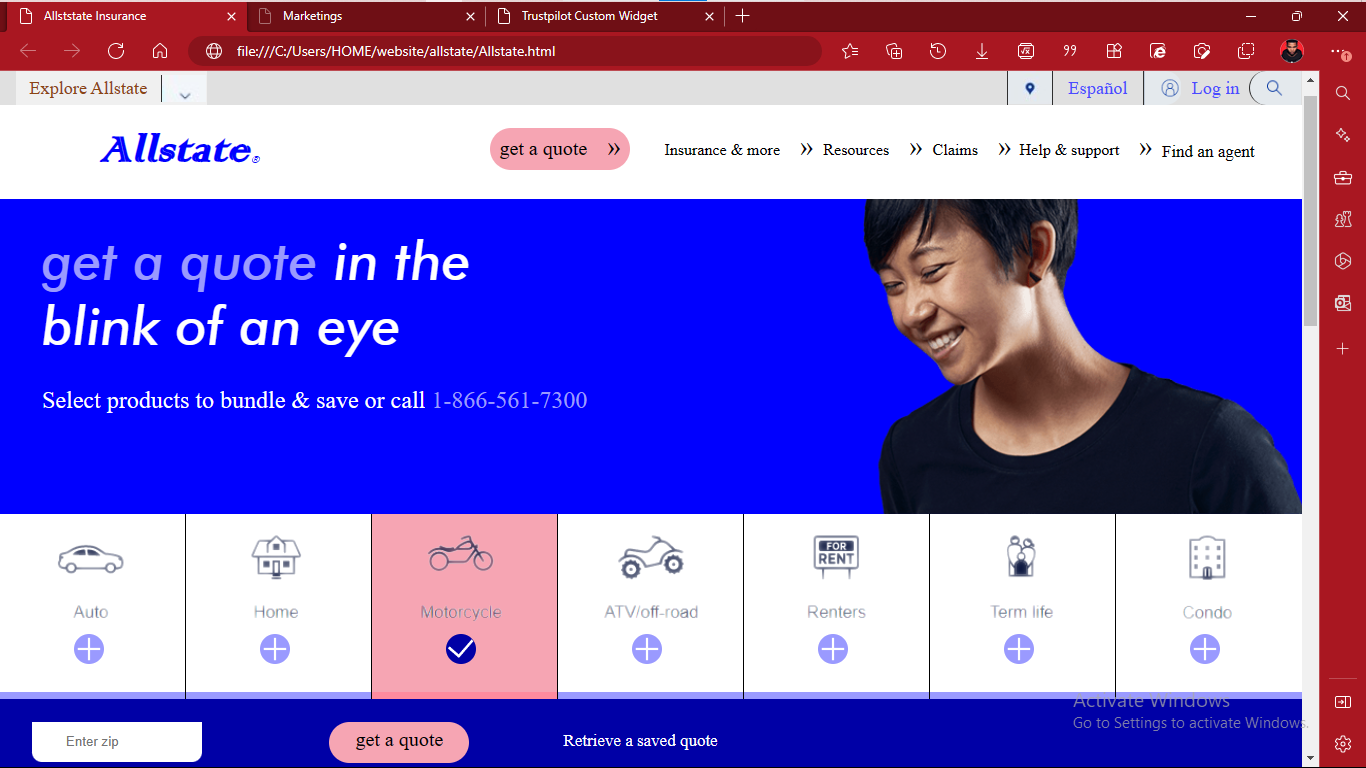 Allststate Insurance
Marketings
Trustpilot Custom Widget
file:///C:/Users/HOME/website/allstate/Allstate.html
Explore Allstate
Español
Log in
Allstate®
get a quote »
Insurance & more »
Resources »
Claims »
Help & support »
Find an agent
get a quote in the
blink of an eye
Select products to bundle & save or call 1-866-561-7300
FOR
RENT
Auto
Home
Motorcycle
ATV/off-road
Renters
Term life
Condo
Activate Windows
Go to Settings to activate Windows.
Enter zip
get a quote
Retrieve a saved quote